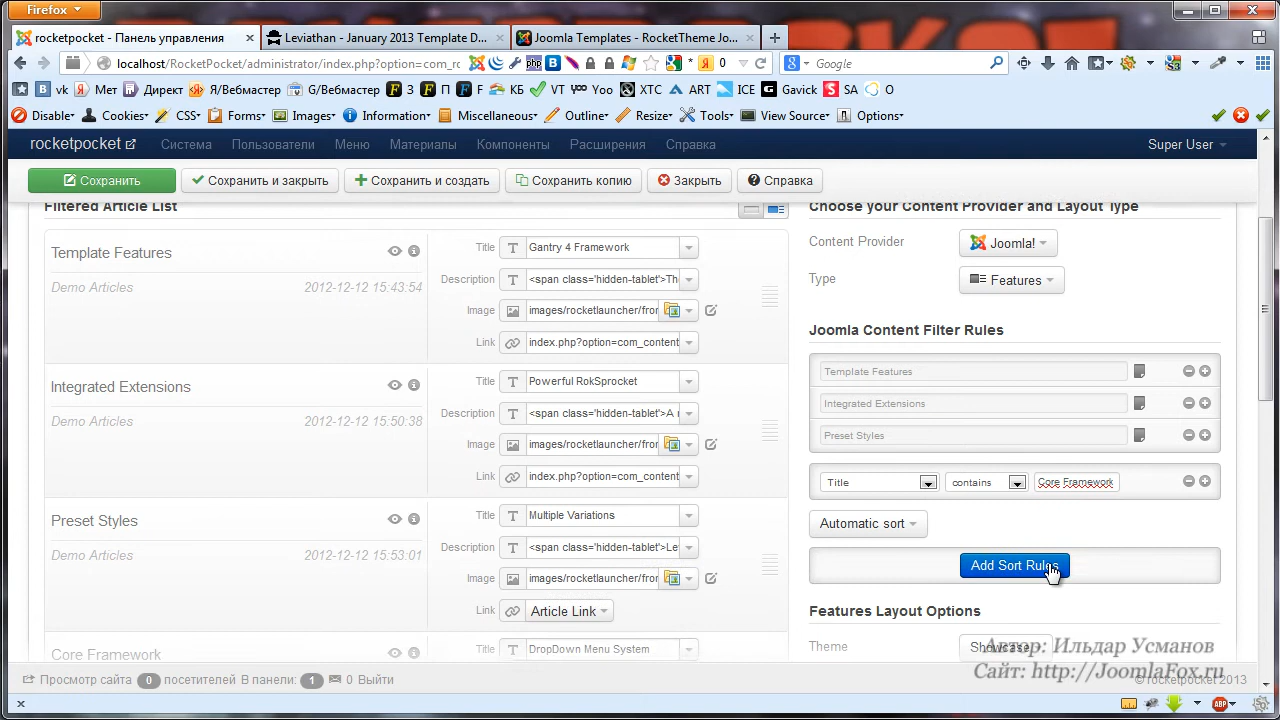 Firefox
rocketpocket - Панель управления
Leviathan - January 2013 Template D...
Joomla Templates - RocketTheme Jo...
localhost/RocketPocket/administrator/index.php?option=com_rc
php
B
0
Google
vk
Мет
Директ
Я/Вебмастер
G/Вебмастер
F 3
F П
F F
КБ
VT
Yoo
XTC
ART
ICE
Gavick
SA
O
Disable
Cookies
CSS
Forms
Images
Information
Miscellaneous
Outline
Resize
Tools
View Source
Options
rocketpocket
Система
Пользователи
Меню
Материалы
Компоненты
Расширения
Справка
Super User
Сохранить
Сохранить и закрыть
Сохранить и создать
Сохранить копию
Закрыть
Справка
Filtered Article List
Template Features
Demo Articles
2012-12-12 15:43:54
Title
Gantry 4 Framework
Description
<span class='hidden-tablet'>Th
Image
images/rocketlauncher/fror
Link
index.php?option=com_content
Integrated Extensions
Demo Articles
2012-12-12 15:50:38
Title
Powerful RokSprocket
Description
<span class='hidden-tablet'>A
Image
images/rocketlauncher/fror
Link
index.php?option=com_content
Preset Styles
Demo Articles
2012-12-12 15:53:01
Title
Multiple Variations
Description
<span class='hidden-tablet'>Le
Image
images/rocketlauncher/fror
Link
Article Link
Core Framework
DropDown Menu System
Choose your Content Provider and Layout Type
Content Provider
Joomla!
Type
Features
Joomla Content Filter Rules
Template Features
Integrated Extensions
Preset Styles
Title
contains
Core Framework
Automatic sort
Add Sort Rules
Features Layout Options
Theme
Showcase
Автор: Ильдар Усманов
Сайт: http://JoomlaFox.ru
Просмотр сайта
0
посетителей
В панели:
1
0
Выйти
© rocketpocket 2013
ABP